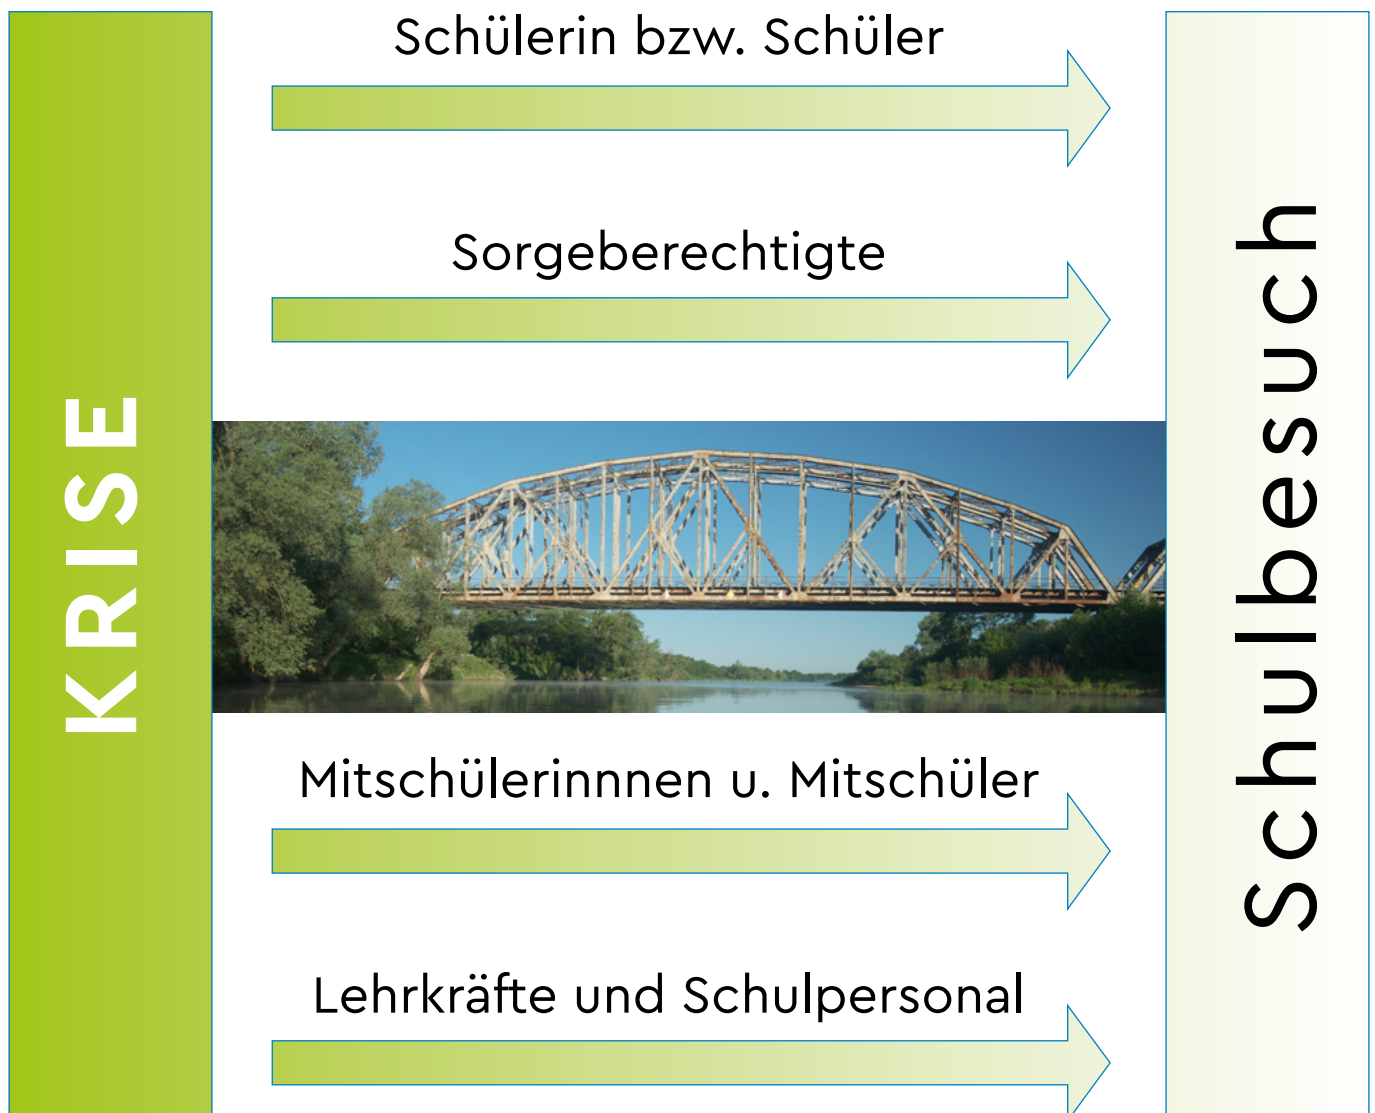 Schülerin bzw. Schüler
Sorgeberechtigte
KRISE
Schulbesuch
Mitschülerinnnen u. Mitschüler
Lehrkräfte und Schulpersonal